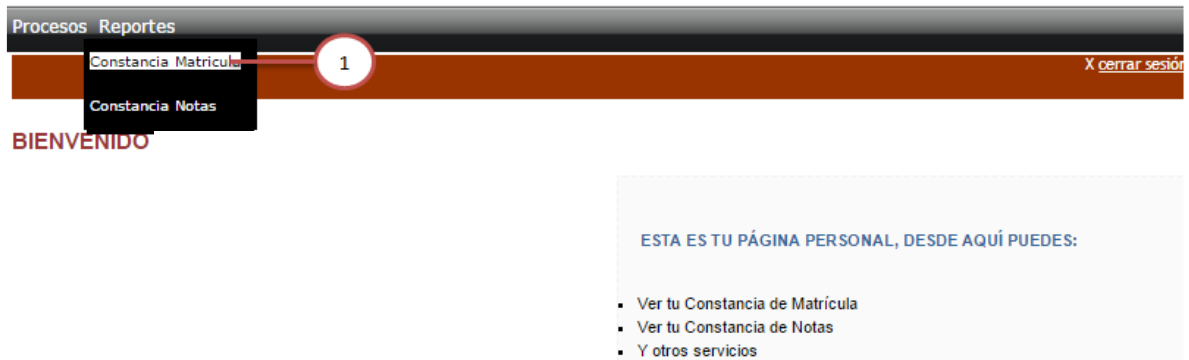 Procesos Reportes
Constancia Matricula
1
X cerrar sesión
Constancia Notas
BIENVENIDO
ESTA ES TU PÁGINA PERSONAL, DESDE AQUÍ PUEDES:
▪ Ver tu Constancia de Matrícula
▪ Ver tu Constancia de Notas
▪ Y otros servicios